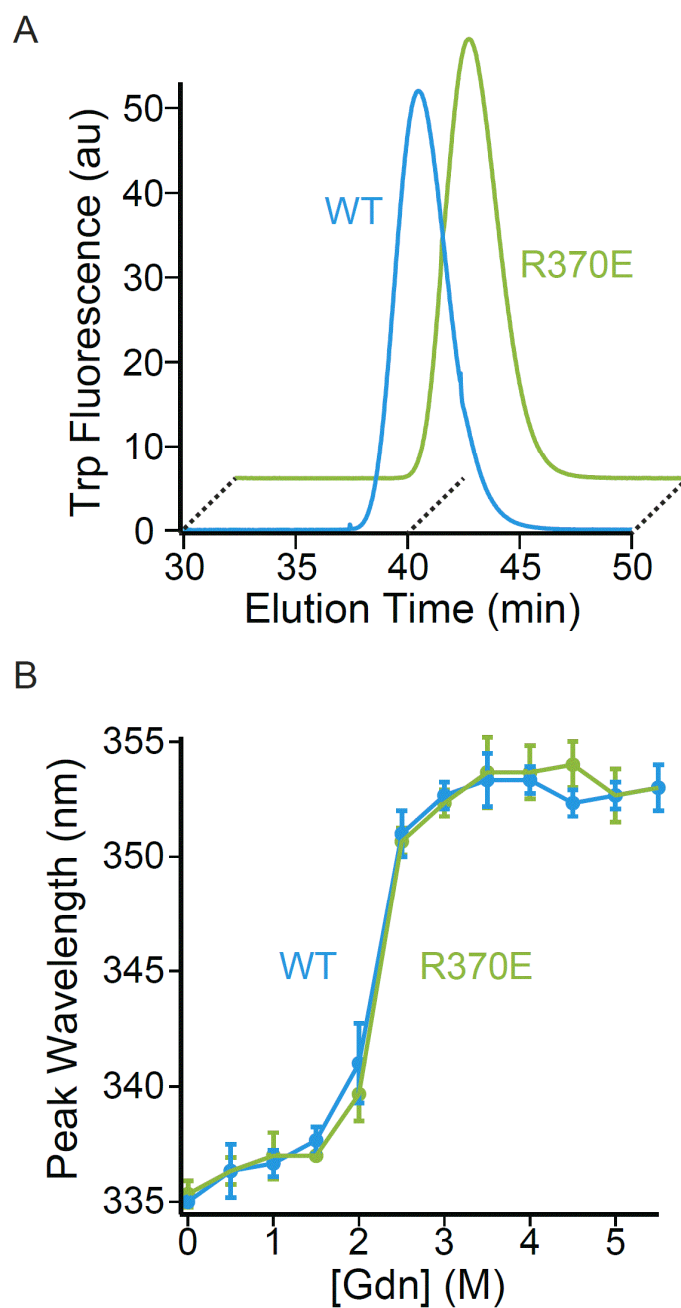 A
Trp Fluorescence (au)
50
40
30
20
10
0
WT
R370E
30 35 40 45 50
Elution Time (min)
B
Peak Wavelength (nm)
355
350
345
340
335
WT
R370E
0 1 2 3 4 5
[Gdn] (M)